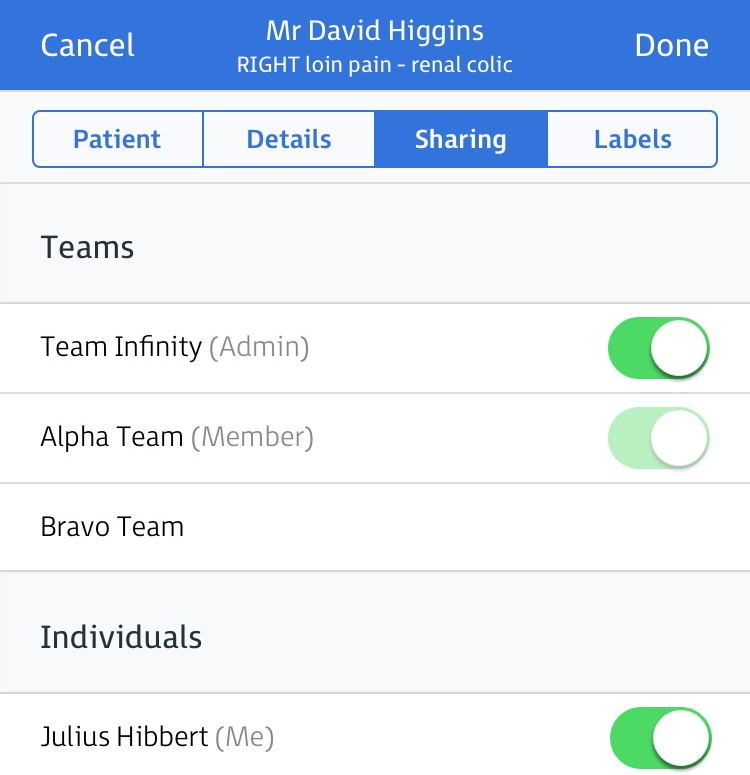 Cancel
Mr David Higgins
Done
RIGHT loin pain - renal colic
Patient
Details
Sharing
Labels
Teams
Team Infinity (Admin)
Alpha Team (Member)
Bravo Team
Individuals
Julius Hibbert (Me)